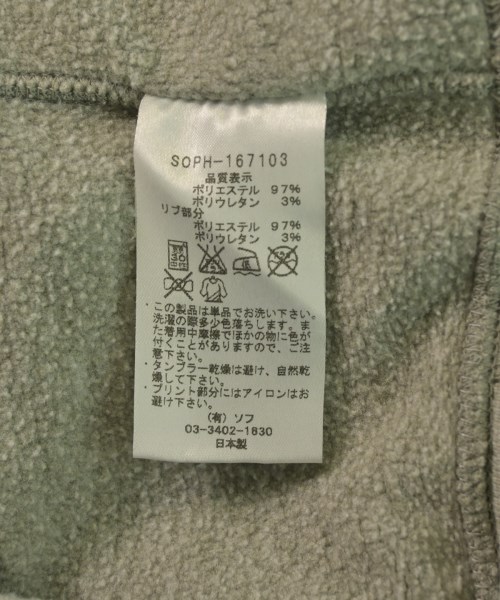 SOPH-167103
品質表示
ポリエステル 97%
ポリウレタン 3%
リブ部分
ポリエステル 97%
ポリウレタン 3%
・この製品は単品でお洗い下さい。
洗濯の際多少色落ちします。ま
た着用中摩擦でほかの物に色が
付くことがありますので、ご注
意下さい。
・タンブラー乾燥は避け、自然乾
燥して下さい。
・プリント部分にはアイロンはお
避け下さい。
(有) ソフ
03-3402-1830
日本製